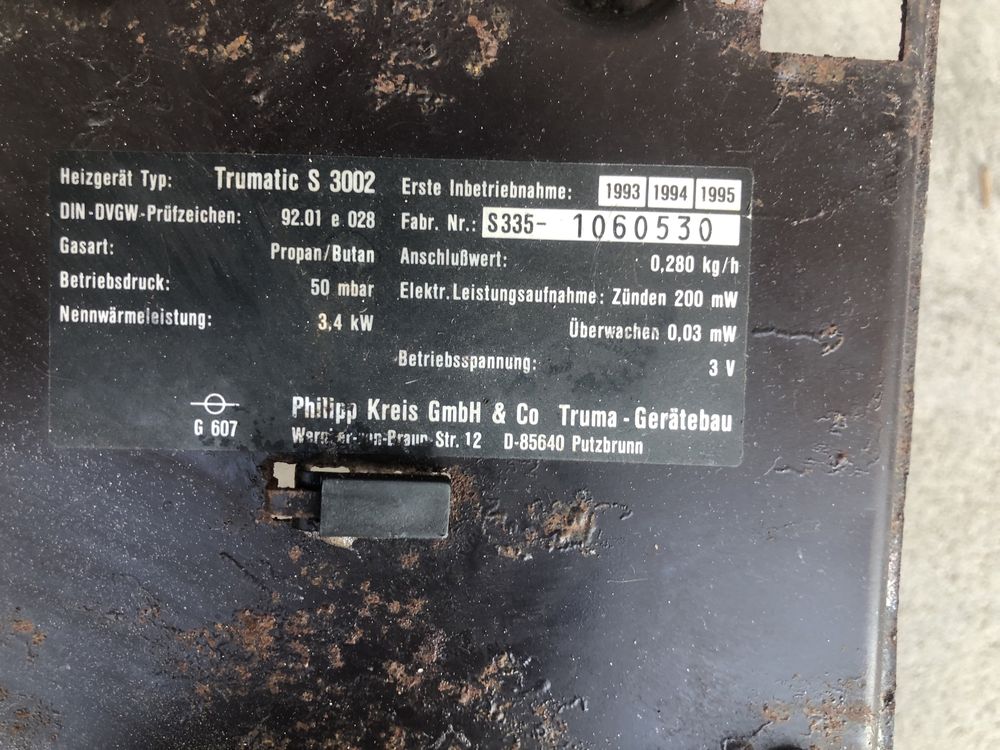 Heizgerät Typ: Trumatic S 3002
DIN-DVGW-Prüfzeichen: 92.01 e 028
Gasart: Propan/Butan
Betriebsdruck: 50 mbar
Nennwärmeleistung: 3,4 kW
Erste Inbetriebnahme: 1993 1994 1995
Fabr. Nr.: S335- 1060530
Anschlußwert: 0,280 kg/h
Elektr. Leistungsaufnahme: Zünden 200 mW
Überwachen 0,03 mW
Betriebsspannung: 3 V
G 607
Philipp Kreis GmbH & Co Truma-Gerätebau
Str. 12 D-85640 Putzbrunn